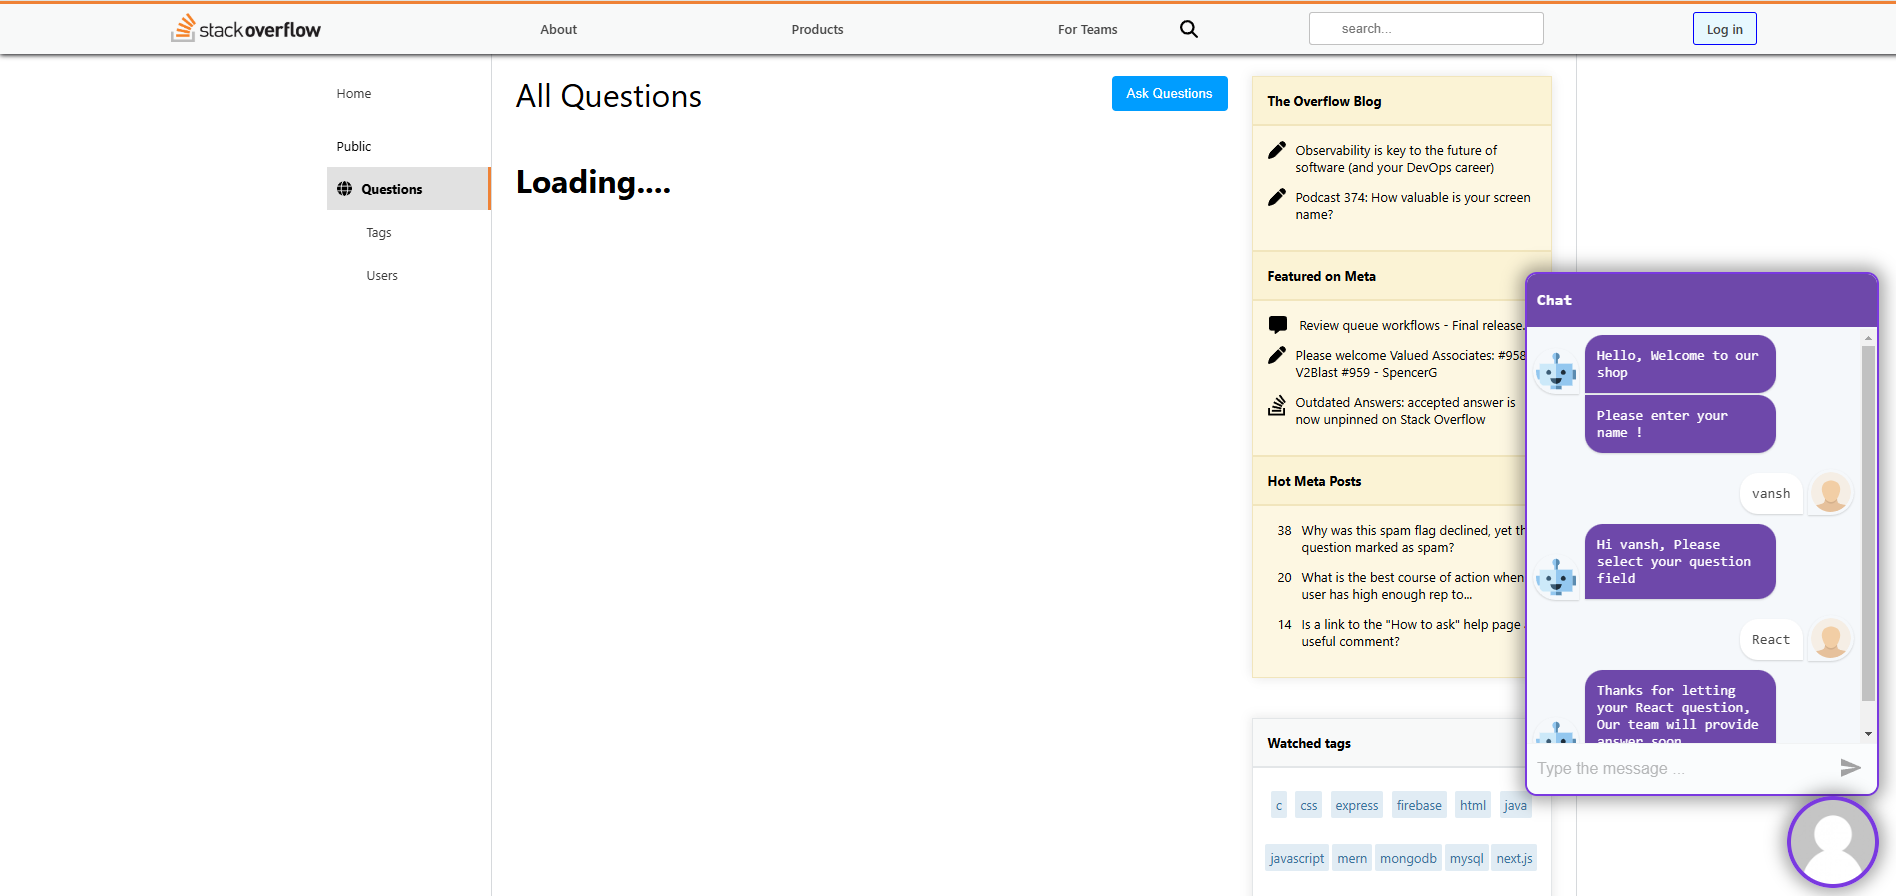 stack overflow
About
Products
For Teams
search...
Log in
Home
Public
Questions
Tags
Users
All Questions
Ask Questions
Loading....
The Overflow Blog
Observability is key to the future of
software (and your DevOps career)
Podcast 374: How valuable is your screen
name?
Featured on Meta
Review queue workflows - Final release.
Please welcome Valued Associates: #958
V2Blast #959 - SpencerG
Outdated Answers: accepted answer is
now unpinned on Stack Overflow
Hot Meta Posts
38 Why was this spam flag declined, yet th
question marked as spam?
20 What is the best course of action when
user has high enough rep to...
14 Is a link to the "How to ask" help page
useful comment?
Watched tags
c css express firebase html java
javascript mern mongodb mysql next.js
Chat
Hello, Welcome to our
shop
Please enter your
name !
vansh
Hi vansh, Please
select your question
field
React
Thanks for letting
your React question,
Our team will provide
answer soon
Type the message ...